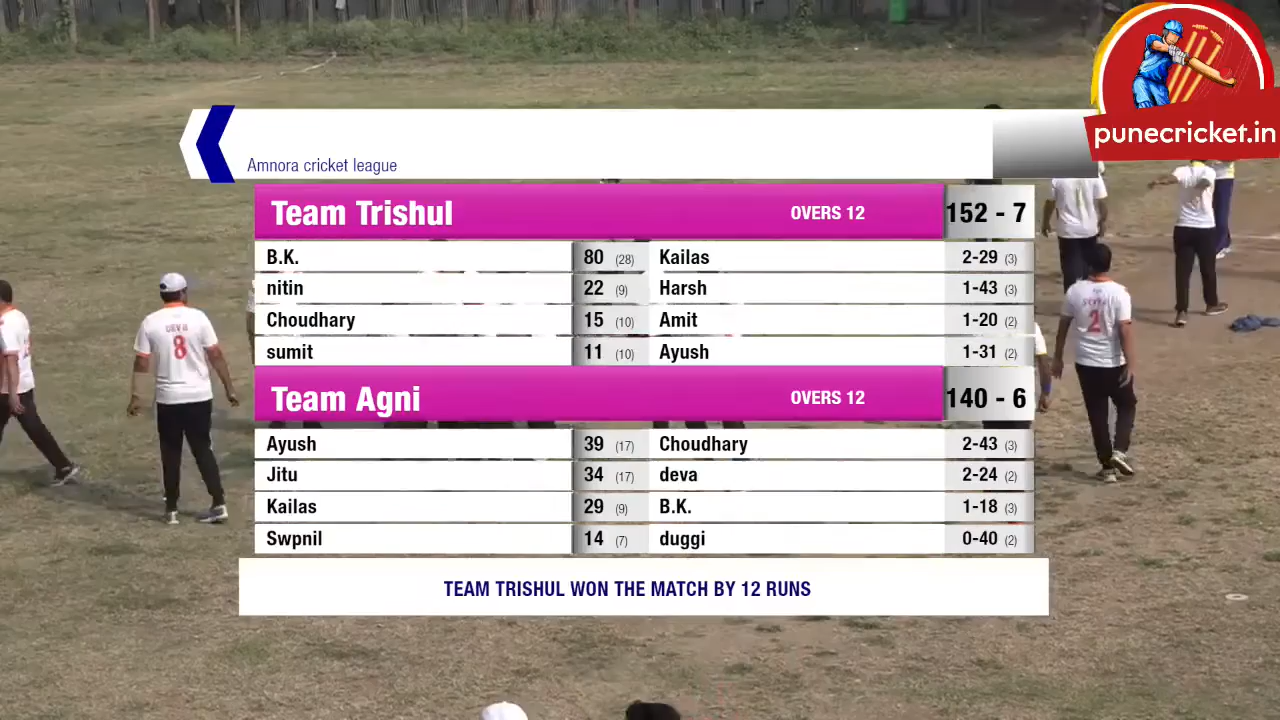 punecricket.in
Amnora cricket league
Team Trishul OVERS 12 152 - 7
B.K. 80 (28) Kailas 2-29 (3)
nitin 22 (9) Harsh 1-43 (3)
Choudhary 15 (10) Amit 1-20 (2)
sumit 11 (10) Ayush 1-31 (2)
Team Agni OVERS 12 140 - 6
Ayush 39 (17) Choudhary 2-43 (3)
Jitu 34 (17) deva 2-24 (2)
Kailas 29 (9) B.K. 1-18 (3)
Swpnil 14 (7) duggi 0-40 (2)
TEAM TRISHUL WON THE MATCH BY 12 RUNS
8
2